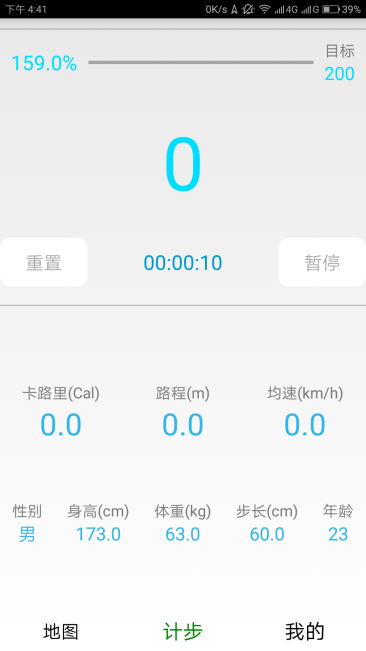 下午 4:41 0K/s 4G G 39%
目标
159.0% 200
0
重置 00:00:10 暂停
卡路里(Cal) 路程(m) 均速(km/h)
0.0 0.0 0.0
性别 身高(cm) 体重(kg) 步长(cm) 年龄
男 173.0 63.0 60.0 23
地图 计步 我的